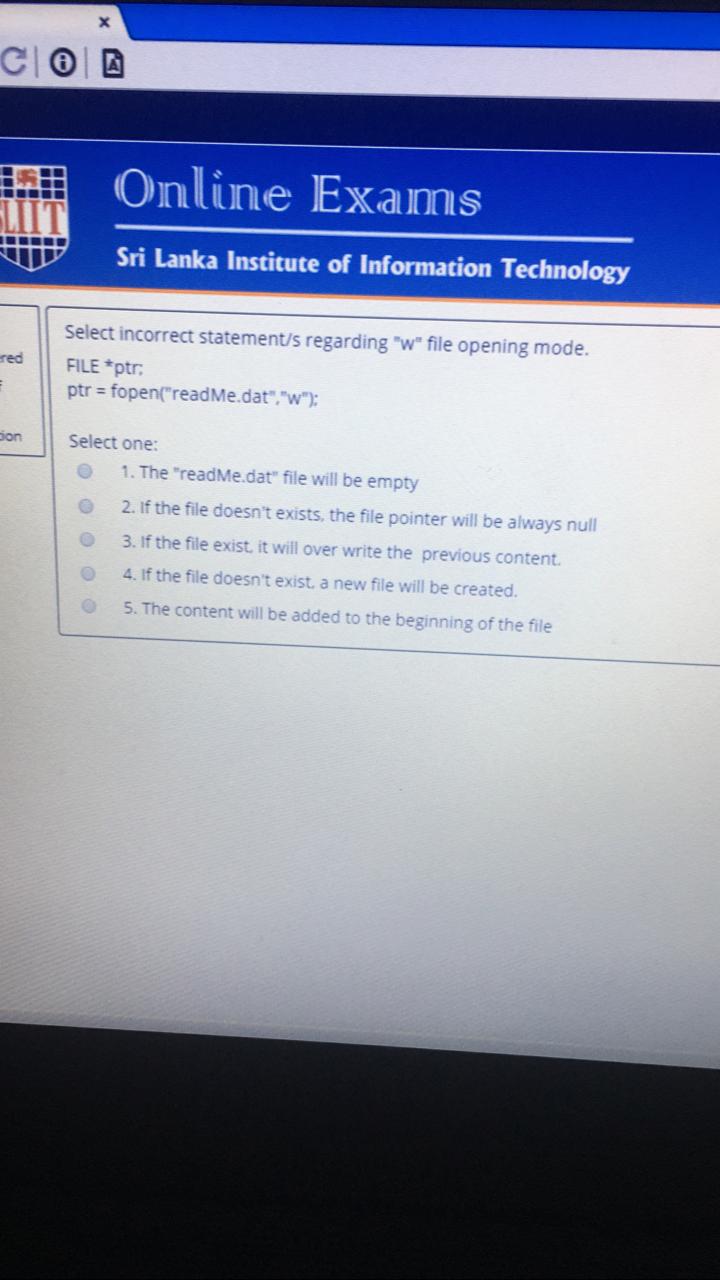 x
SLIIT
Online Exams
Sri Lanka Institute of Information Technology
red
ion
Select incorrect statement/s regarding "w" file opening mode.
FILE *ptr;
ptr = fopen("readMe.dat","w");
Select one:
1. The "readMe.dat" file will be empty
2. If the file doesn't exists, the file pointer will be always null
3. If the file exist, it will over write the previous content.
4. If the file doesn't exist, a new file will be created.
5. The content will be added to the beginning of the file